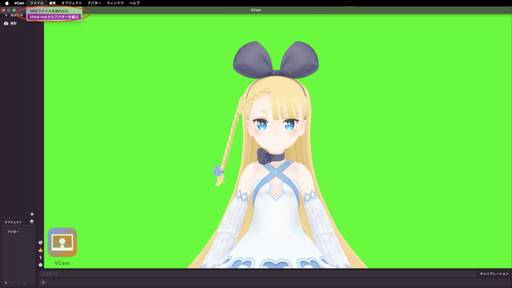 VCam ファイル 編集 オブジェクト アバター ウィンドウ ヘルプ
VCam
VRMファイルを読み込む
VRoid Hubからアバターを選ぶ
撮影
オブジェクト
アバター
VCam
キャリブレーション